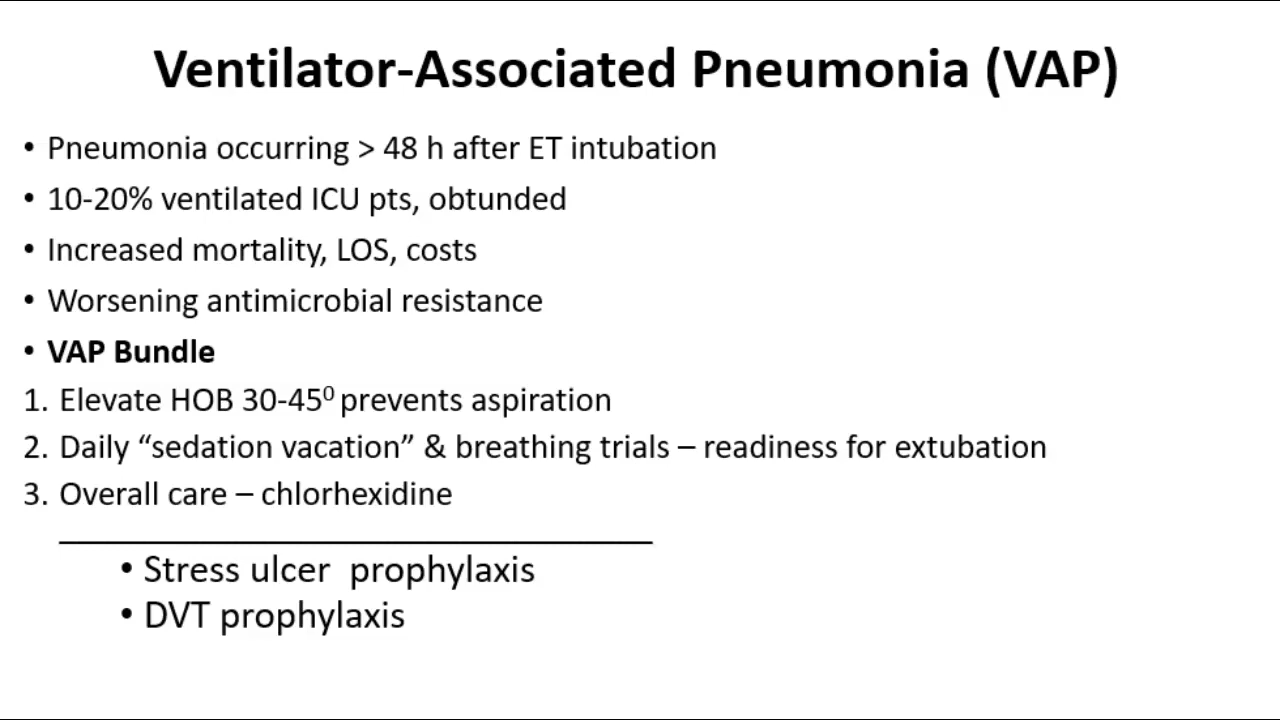 Ventilator-Associated Pneumonia (VAP)
• Pneumonia occurring > 48 h after ET intubation
• 10-20% ventilated ICU pts, obtunded
• Increased mortality, LOS, costs
• Worsening antimicrobial resistance
• VAP Bundle
1. Elevate HOB 30-45⁰ prevents aspiration
2. Daily “sedation vacation” & breathing trials – readiness for extubation
3. Overall care – chlorhexidine
• Stress ulcer  prophylaxis
• DVT prophylaxis